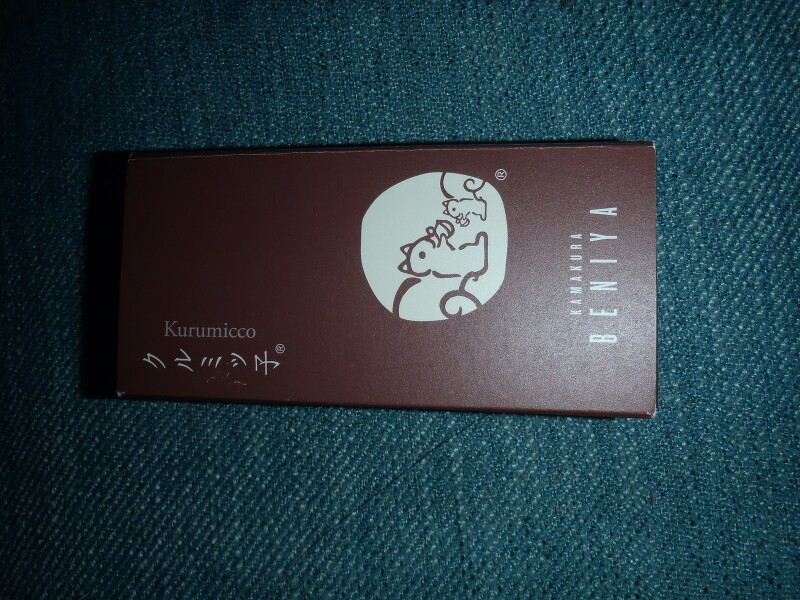 Kurumicco
クルミッ子®
®
KAMAKURA
BENIYA